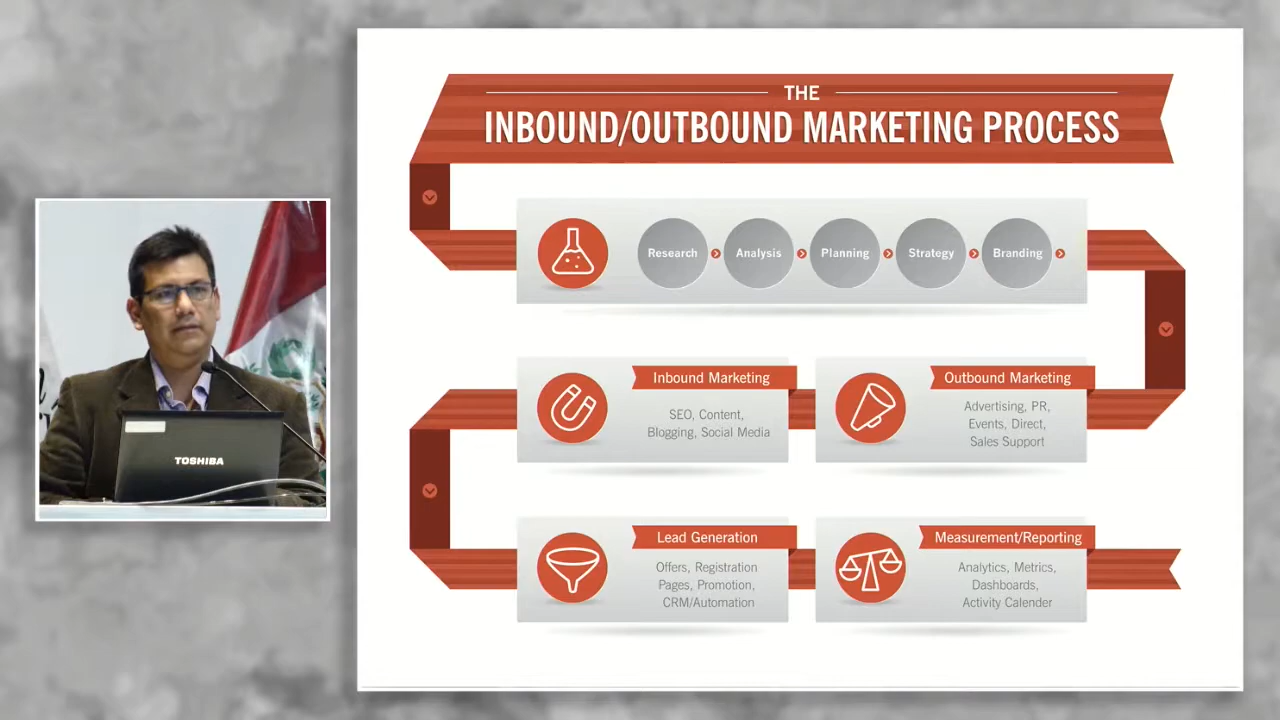 THE
INBOUND/OUTBOUND MARKETING PROCESS
Research
Analysis
Planning
Strategy
Branding
Inbound Marketing
SEO, Content,
Blogging, Social Media
Outbound Marketing
Advertising, PR,
Events, Direct,
Sales Support
Lead Generation
Offers, Registration
Pages, Promotion,
CRM/Automation
Measurement/Reporting
Analytics, Metrics,
Dashboards,
Activity Calender
TOSHIBA